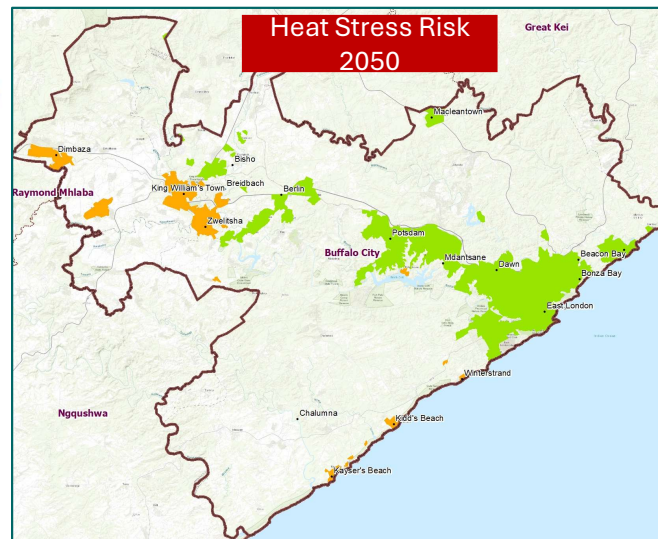 Heat Stress Risk
2050
Great Kei
Macleantown
Dimbaza
Bisho
Raymond Mhlaba
King William's Town
Breidbach
Berlin
Zwelitsha
Potsdam
Buffalo City
Mdantsane
Dawn
Beacon Bay
Bonza Bay
East London
Winterstrand
Ngqushwa
Chalumna
Kidd's Beach
Kayser's Beach